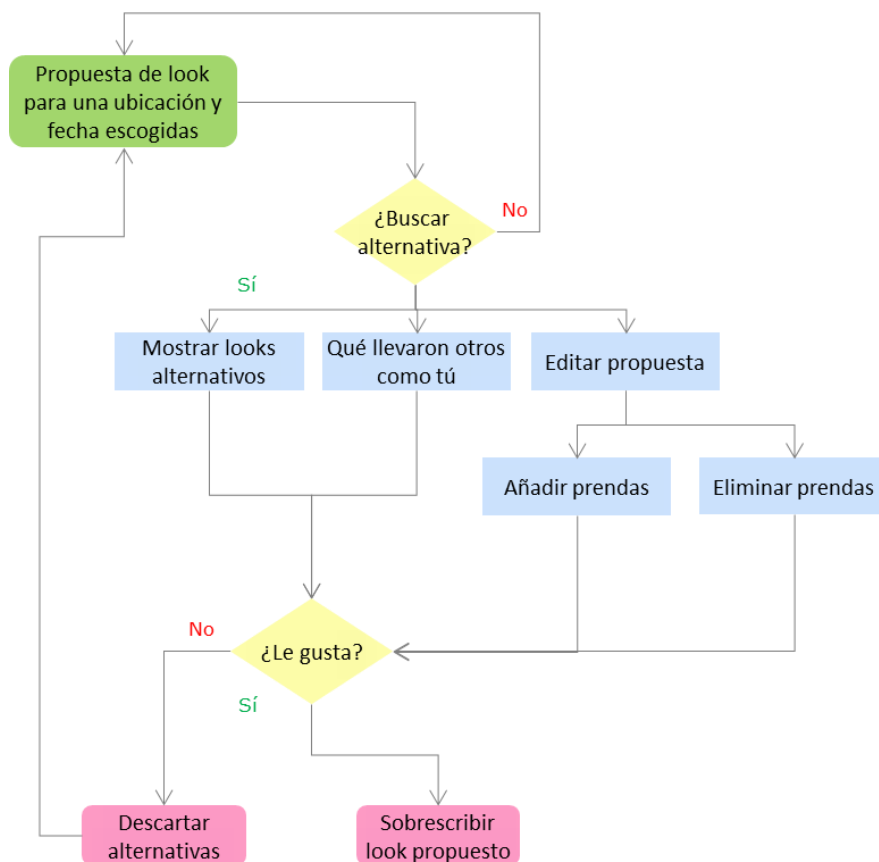 Propuesta de look
para una ubicación y
fecha escogidas
¿Buscar
alternativa?
No
Sí
Mostrar looks
alternativos
Qué llevaron otros
como tú
Editar propuesta
Añadir prendas
Eliminar prendas
No
¿Le gusta?
Sí
Descartar
alternativas
Sobrescribir
look propuesto